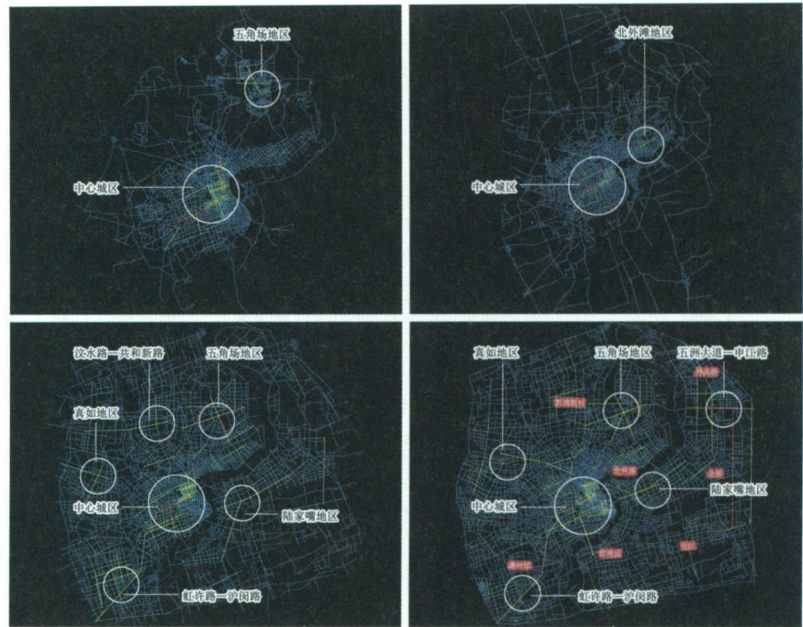 五角场地区
中心城区
北外滩地区
中心城区
汶水路—共和新路
五角场地区
真如地区
中心城区
陆家嘴地区
虹许路—沪闵路
真如地区
五角场地区
五洲大道—申江路
北外滩
陆家嘴地区
中心城区
虹许路—沪闵路